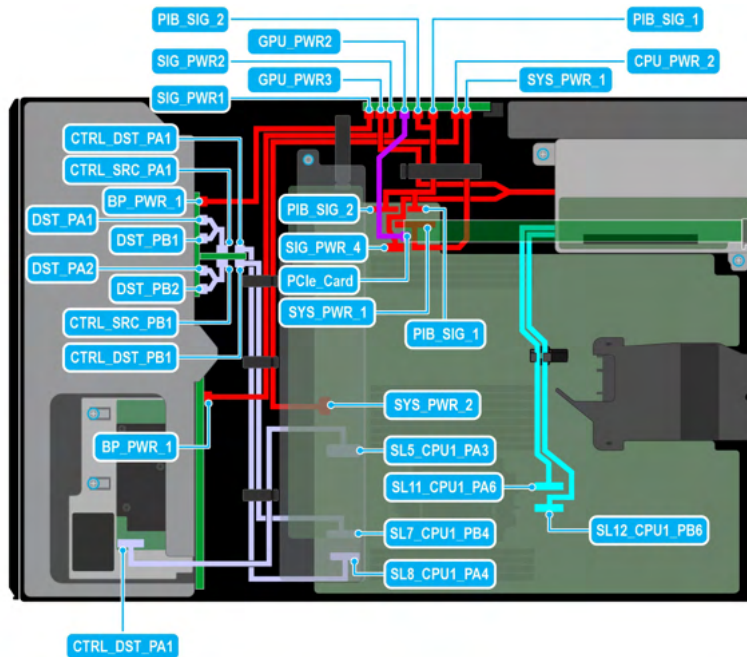 PIB_SIG_2
PIB_SIG_1
GPU_PWR2
SIG_PWR2
CPU_PWR_2
GPU_PWR3
SYS_PWR_1
SIG_PWR1
CTRL_DST_PA1
CTRL_SRC_PA1
BP_PWR_1
DST_PA1
PIB_SIG_2
DST_PB1
SIG_PWR_4
DST_PA2
PCIe_Card
DST_PB2
SYS_PWR_1
CTRL_SRC_PB1
PIB_SIG_1
CTRL_DST_PB1
SYS_PWR_2
BP_PWR_1
SL5_CPU1_PA3
SL11_CPU1_PA6
SL7_CPU1_PB4
SL12_CPU1_PB6
SL8_CPU1_PA4
CTRL_DST_PA1